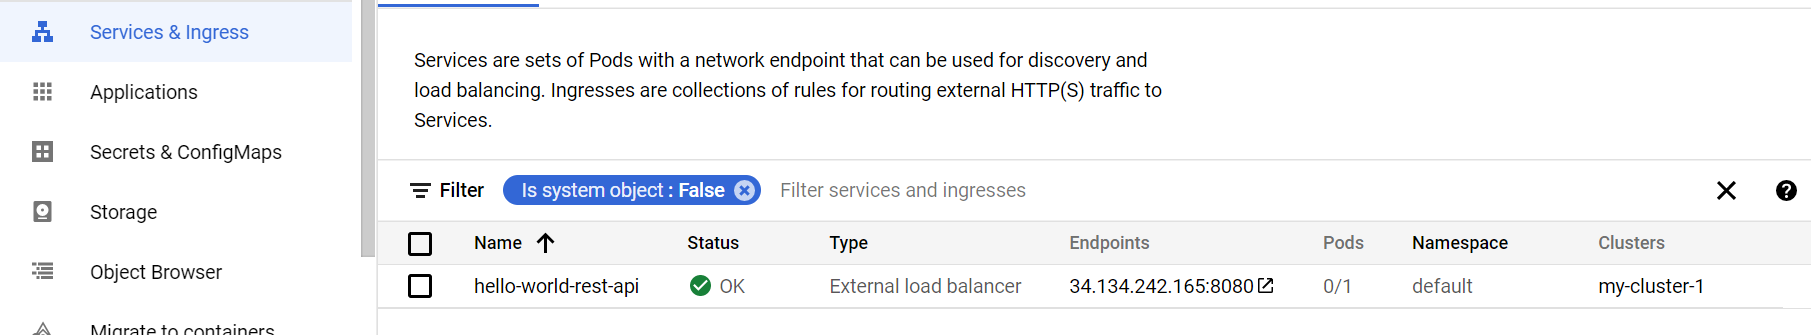 Services & Ingress
Applications
Secrets & ConfigMaps
Storage
Object Browser
Migrate to containers
Services are sets of Pods with a network endpoint that can be used for discovery and
load balancing. Ingresses are collections of rules for routing external HTTP(S) traffic to
Services.
Filter Is system object : False Filter services and ingresses
Name Status Type Endpoints Pods Namespace Clusters
hello-world-rest-api OK External load balancer 34.134.242.165:8080 0/1 default my-cluster-1